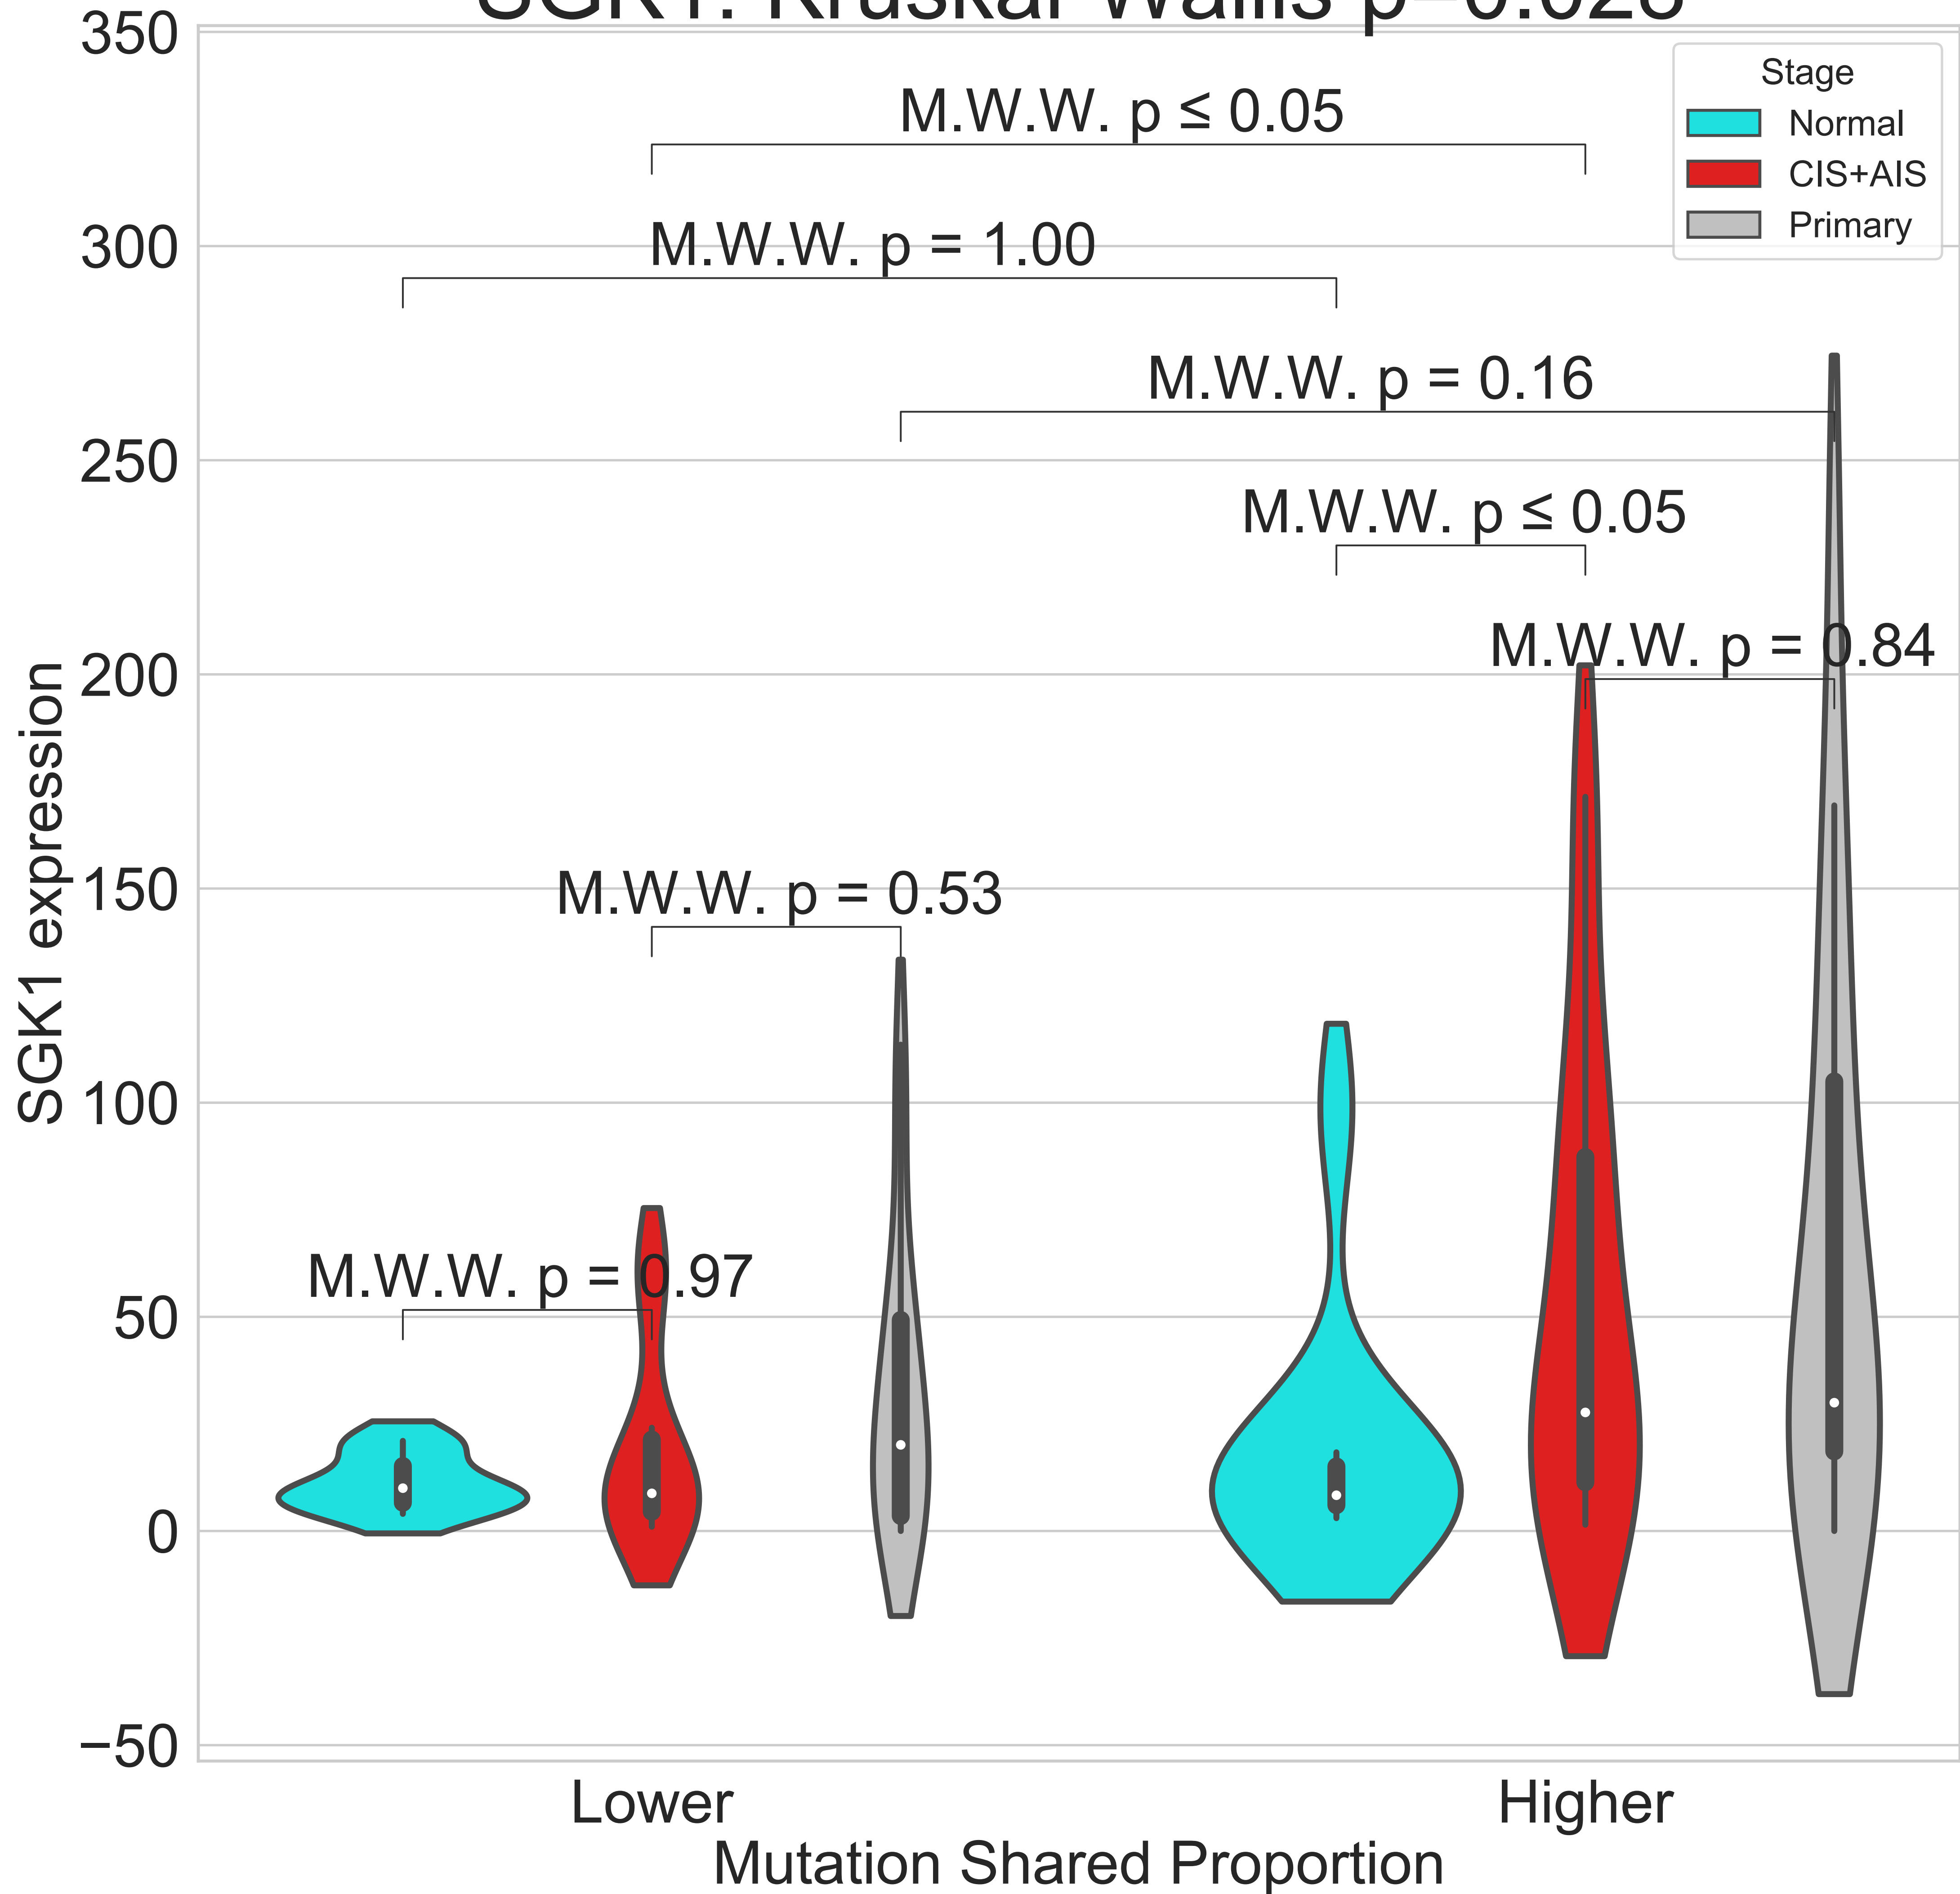 350
Stage
Normal
CIS+AIS
Primary
M.W.W. p ≤ 0.05
300
M.W.W. p = 1.00
M.W.W. p = 0.16
250
M.W.W. p ≤ 0.05
200
M.W.W. p = 0.84
150
M.W.W. p = 0.53
100
50
M.W.W. p = 0.97
0
−50
SGK1 expression
Lower
Higher
Mutation Shared Proportion